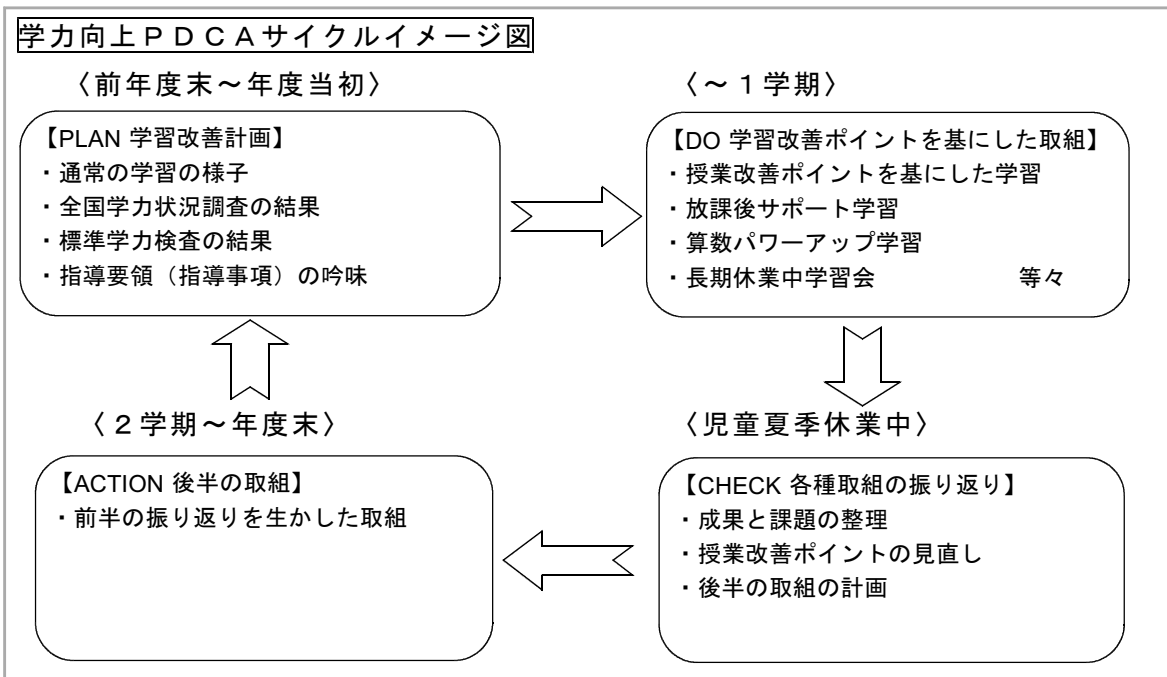 学力向上ＰＤＣＡサイクルイメージ図
〈前年度末～年度当初〉
【PLAN 学習改善計画】
・通常の学習の様子
・全国学力状況調査の結果
・標準学力検査の結果
・指導要領（指導事項）の吟味
〈～１学期〉
【DO 学習改善ポイントを基にした取組】
・授業改善ポイントを基にした学習
・放課後サポート学習
・算数パワーアップ学習
・長期休業中学習会　　　　等々
〈児童夏季休業中〉
【CHECK 各種取組の振り返り】
・成果と課題の整理
・授業改善ポイントの見直し
・後半の取組の計画
〈２学期～年度末〉
【ACTION 後半の取組】
・前半の振り返りを生かした取組